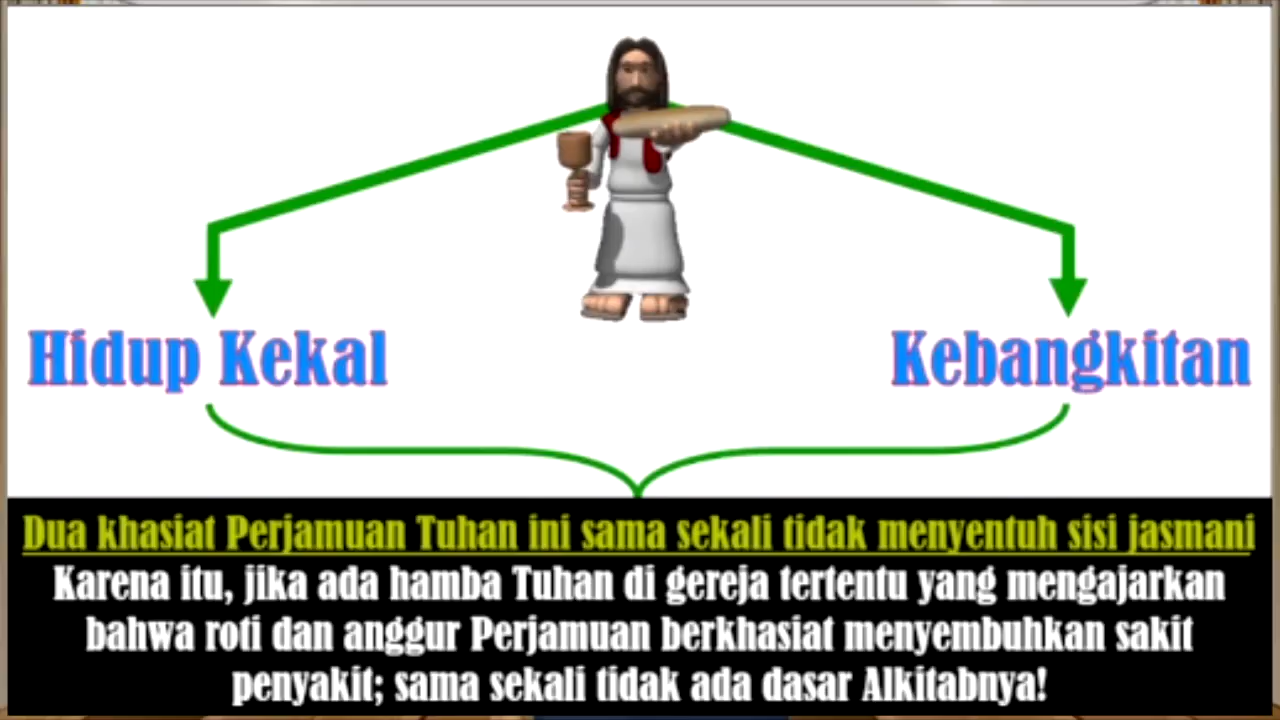 Hidup Kekal
Kebangkitan
Dua khasiat Perjamuan Tuhan ini sama sekali tidak menyentuh sisi jasmani
Karena itu, jika ada hamba Tuhan di gereja tertentu yang mengajarkan
bahwa roti dan anggur Perjamuan berkhasiat menyembuhkan sakit
penyakit; sama sekali tidak ada dasar Alkitabnya!